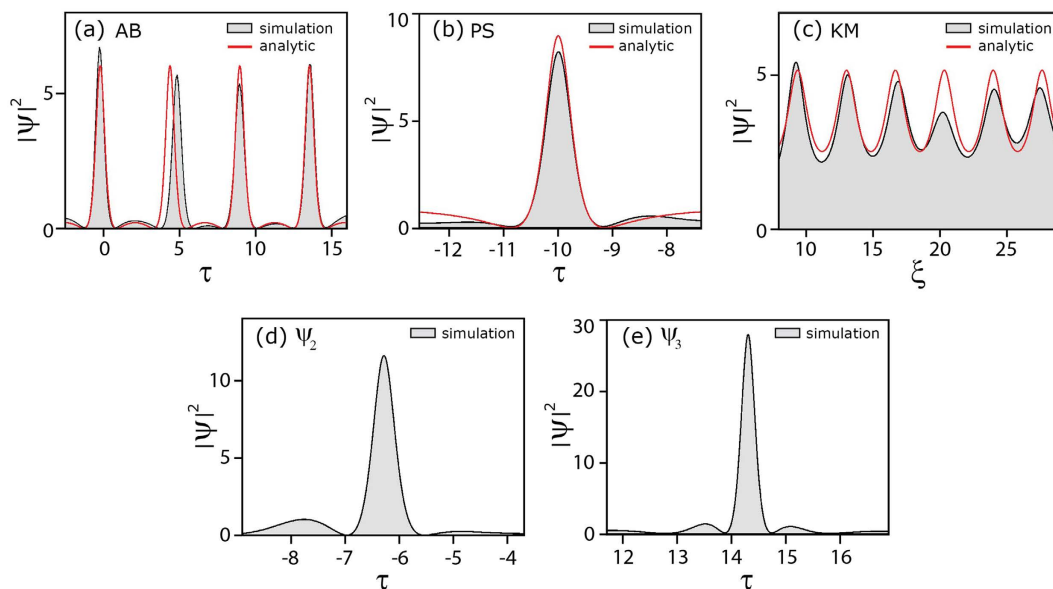 (a) AB
simulation
analytic
|Ψ|²
5
0
0
5
10
15
τ
(b) PS
simulation
analytic
|Ψ|²
10
5
0
-12
-11
-10
-9
-8
τ
(c) KM
simulation
analytic
|Ψ|²
5
0
10
15
20
25
ξ
(d) Ψ₂
simulation
|Ψ|²
10
5
0
-8
-7
-6
-5
-4
τ
(e) Ψ₃
simulation
|Ψ|²
30
20
10
0
12
13
14
15
16
τ